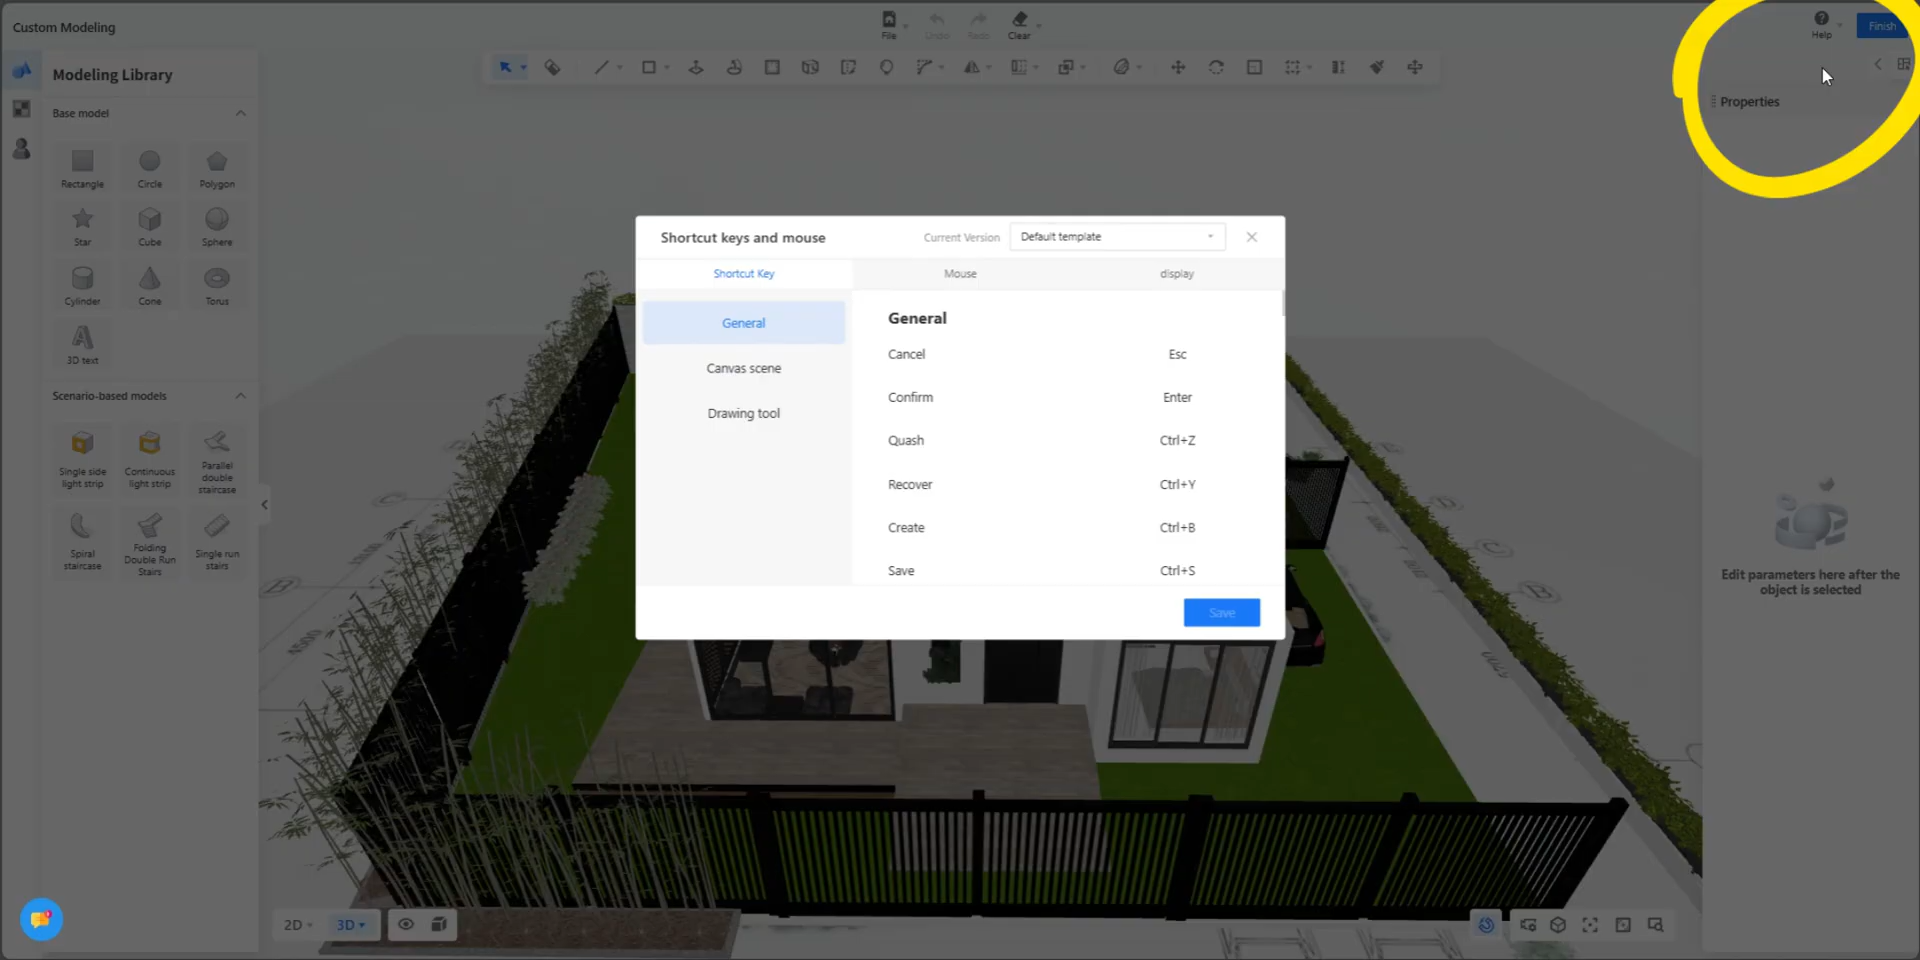 Custom Modeling
File
Undo
Redo
Clear
Help
Finish
Modeling Library
Base model
Rectangle
Circle
Polygon
Star
Cube
Sphere
Cylinder
Cone
Torus
3D text
Scenario-based models
Single side
light strip
Continuous
light strip
Parallel
double
staircase
Spiral
staircase
Folding
Double Run
Stairs
Single run
stairs
Shortcut keys and mouse
Current Version
Default template
Shortcut Key
Mouse
display
General
Canvas scene
Drawing tool
General
Cancel Esc
Confirm Enter
Quash Ctrl+Z
Recover Ctrl+Y
Create Ctrl+B
Save Ctrl+S
Save
Properties
Edit parameters here after the
object is selected
2D
3D